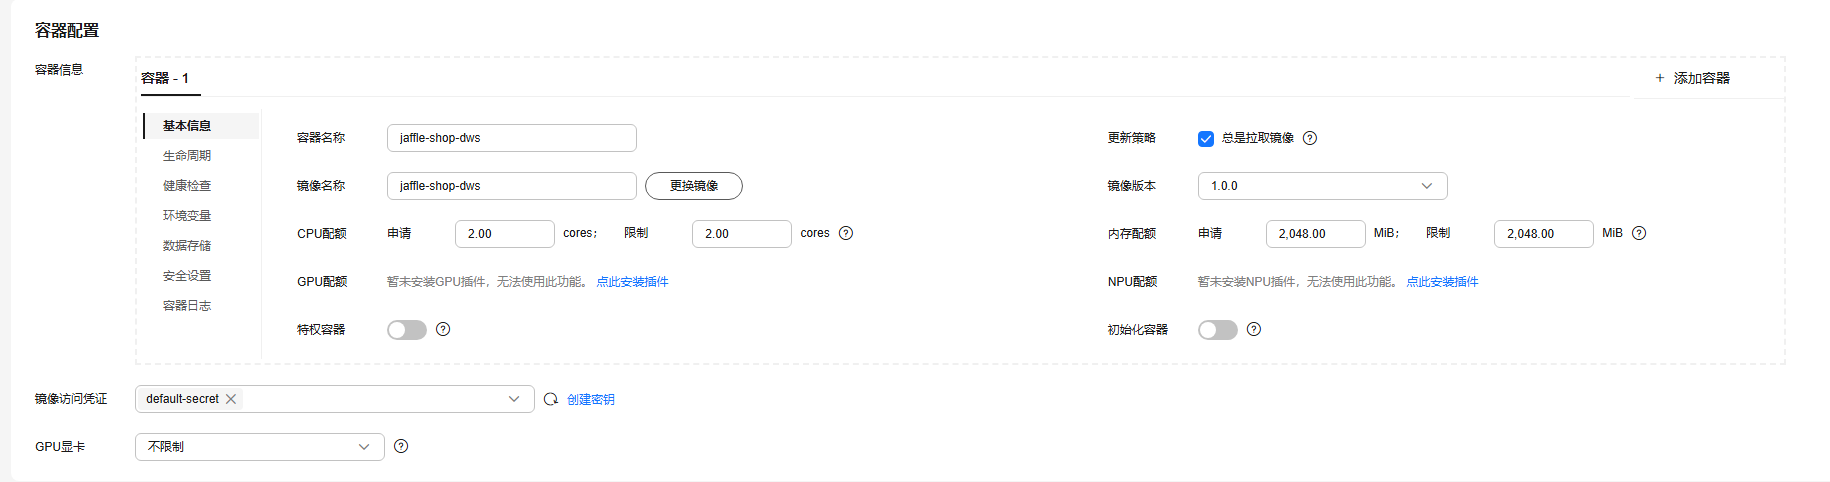 容器配置
容器信息
容器 - 1
+ 添加容器
基本信息
生命周期
健康检查
环境变量
数据存储
安全设置
容器日志
容器名称 jaffle-shop-dws 更新策略 总是拉取镜像
镜像名称 jaffle-shop-dws 更换镜像 镜像版本 1.0.0
CPU配额 申请 2.00 cores； 限制 2.00 cores 内存配额 申请 2,048.00 MiB； 限制 2,048.00 MiB
GPU配额 暂未安装GPU插件，无法使用此功能。 点此安装插件 NPU配额 暂未安装NPU插件，无法使用此功能。 点此安装插件
特权容器 初始化容器
镜像访问凭证 default-secret 创建密钥
GPU显卡 不限制